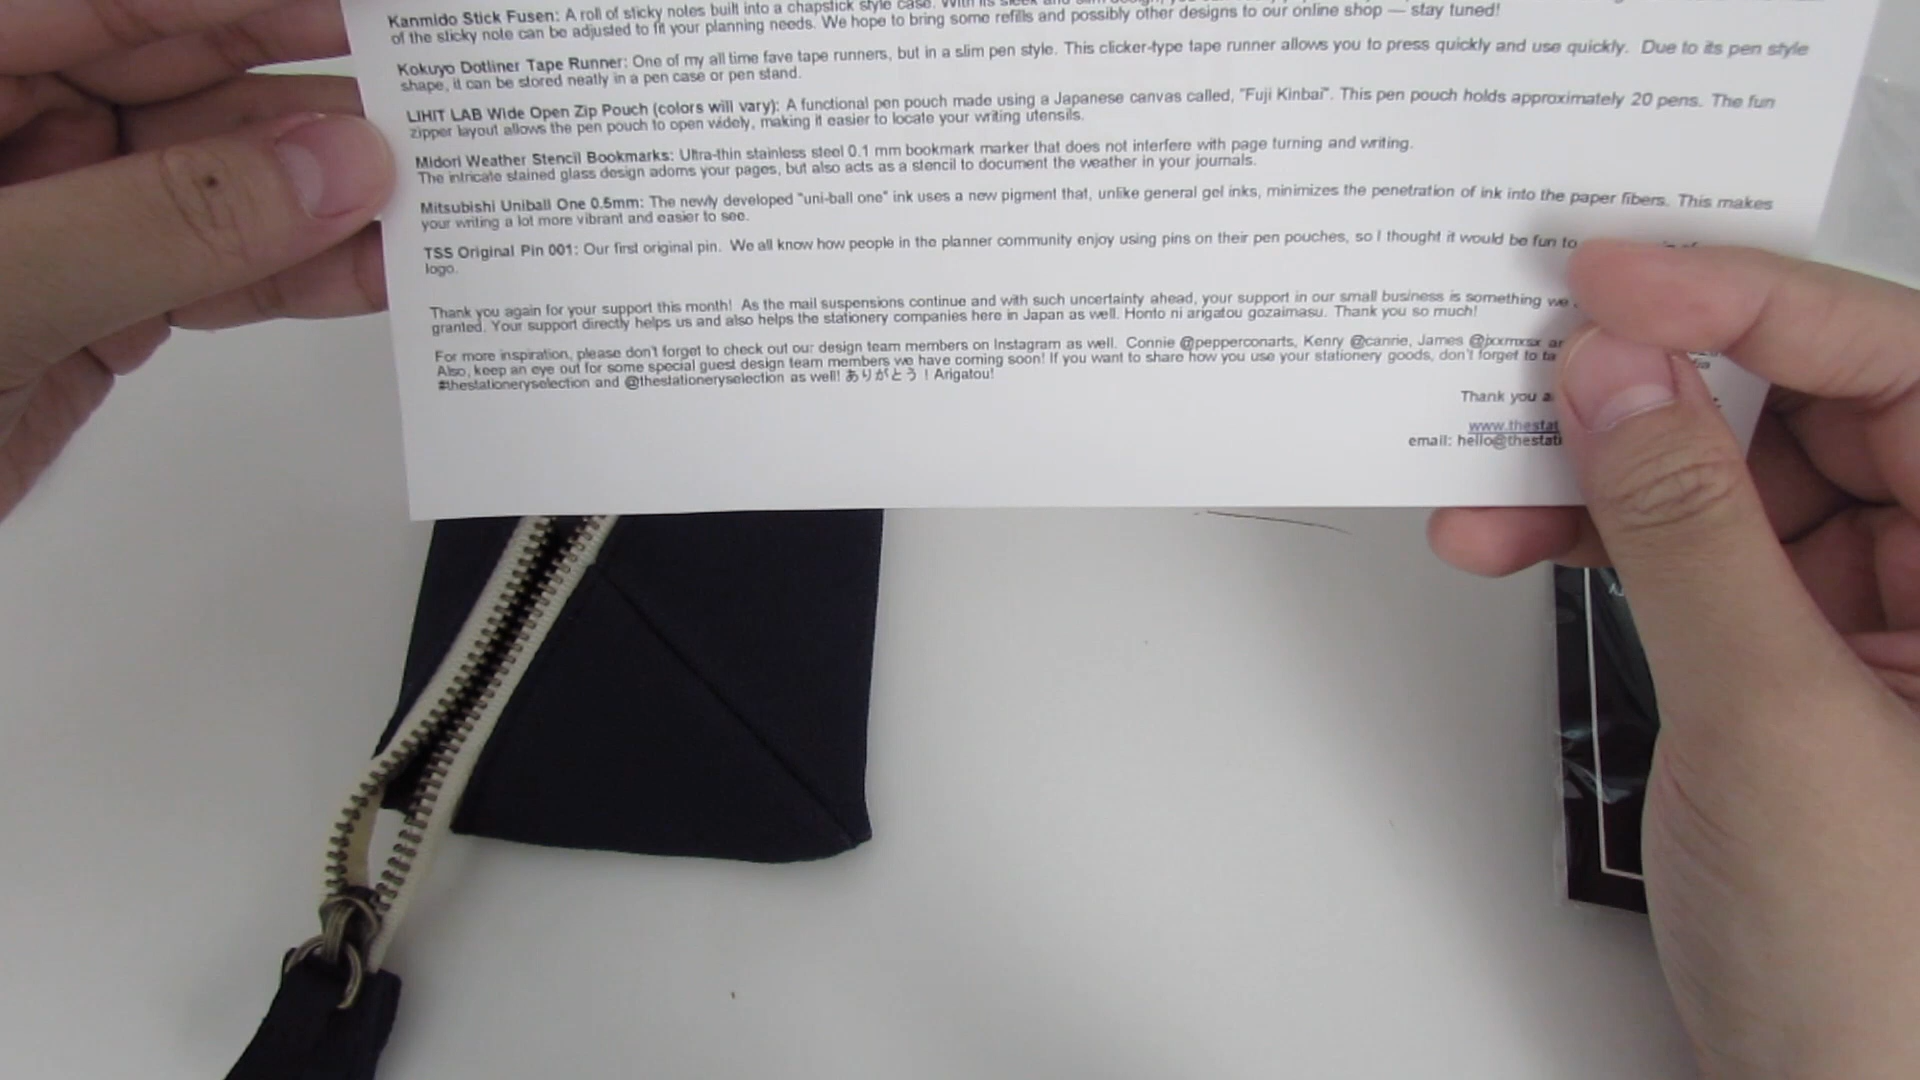 Kanmido Stick Fusen: A roll of sticky notes built into a chapstick style case. With its sleek and slim design,
of the sticky note can be adjusted to fit your planning needs. We hope to bring some refills and possibly other designs to our online shop — stay tuned!
Kokuyo Dotliner Tape Runner: One of my all time fave tape runners, but in a slim pen style. This clicker-type tape runner allows you to press quickly and use quickly. Due to its pen style
shape, it can be stored neatly in a pen case or pen stand.
LIHIT LAB Wide Open Zip Pouch (colors will vary): A functional pen pouch made using a Japanese canvas called, "Fuji Kinbai". This pen pouch holds approximately 20 pens. The fun
zipper layout allows the pen pouch to open widely, making it easier to locate your writing utensils.
Midori Weather Stencil Bookmarks: Ultra-thin stainless steel 0.1 mm bookmark marker that does not interfere with page turning and writing.
The intricate stained glass design adorns your pages, but also acts as a stencil to document the weather in your journals.
Mitsubishi Uniball One 0.5mm: The newly developed "uni-ball one" ink uses a new pigment that, unlike general gel inks, minimizes the penetration of ink into the paper fibers. This makes
your writing a lot more vibrant and easier to see.
TSS Original Pin 001: Our first original pin. We all know how people in the planner community enjoy using pins on their pen pouches, so I thought it would be fun to
logo.
Thank you again for your support this month! As the mail suspensions continue and with such uncertainty ahead, your support in our small business is something we
granted. Your support directly helps us and also helps the stationery companies here in Japan as well. Honto ni arigatou gozaimasu. Thank you so much!
For more inspiration, please don't forget to check out our design team members on Instagram as well. Connie @pepperconarts, Kenry @canrie, James @jxxmxsx
Also, keep an eye out for some special guest design team members we have coming soon! If you want to share how you use your stationery goods, don't forget to
#thestationeryselection and @thestationeryselection as well! ありがとう！Arigatou!
Thank you
www.thestat
email: hello@thestati